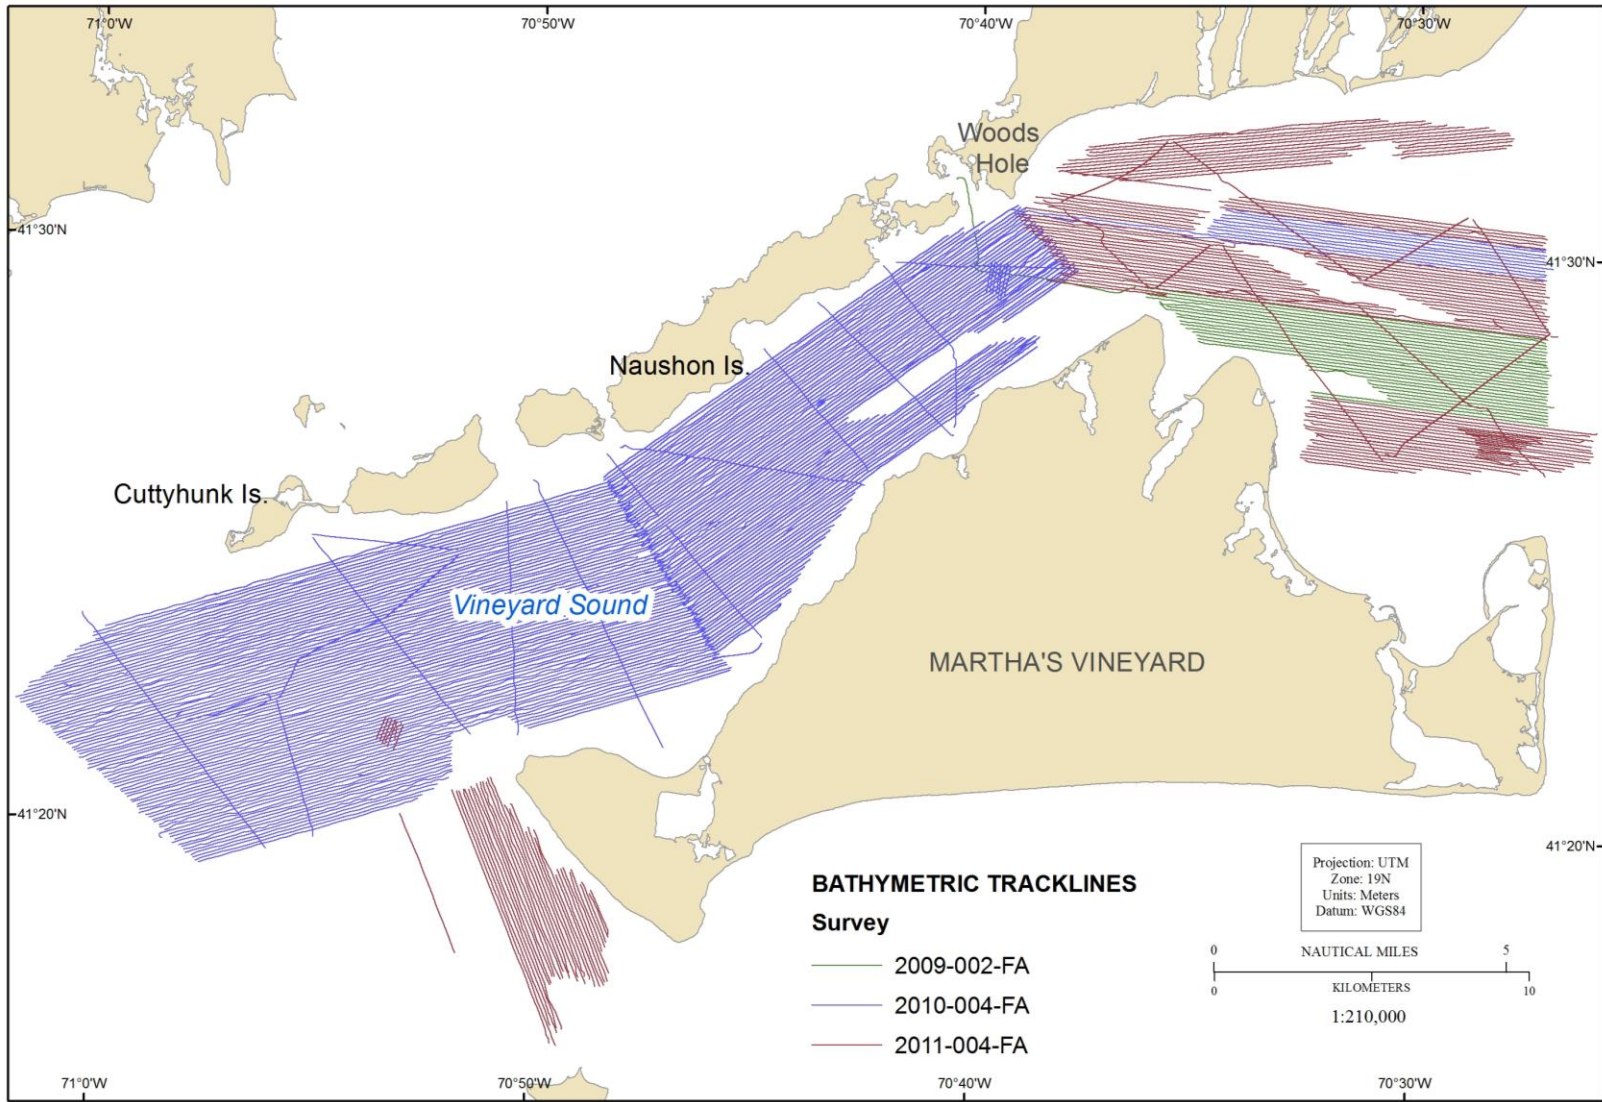 71°0'W
70°50'W
70°40'W
70°30'W
Woods
Hole
41°30'N
41°30'N
Naushon Is.
Cuttyhunk Is.
Vineyard Sound
MARTHA'S VINEYARD
41°20'N
41°20'N
BATHYMETRIC TRACKLINES
Survey
2009-002-FA
2010-004-FA
2011-004-FA
Projection: UTM
Zone: 19N
Units: Meters
Datum: WGS84
0 NAUTICAL MILES 5
0 KILOMETERS 10
1:210,000
71°0'W
70°50'W
70°40'W
70°30'W